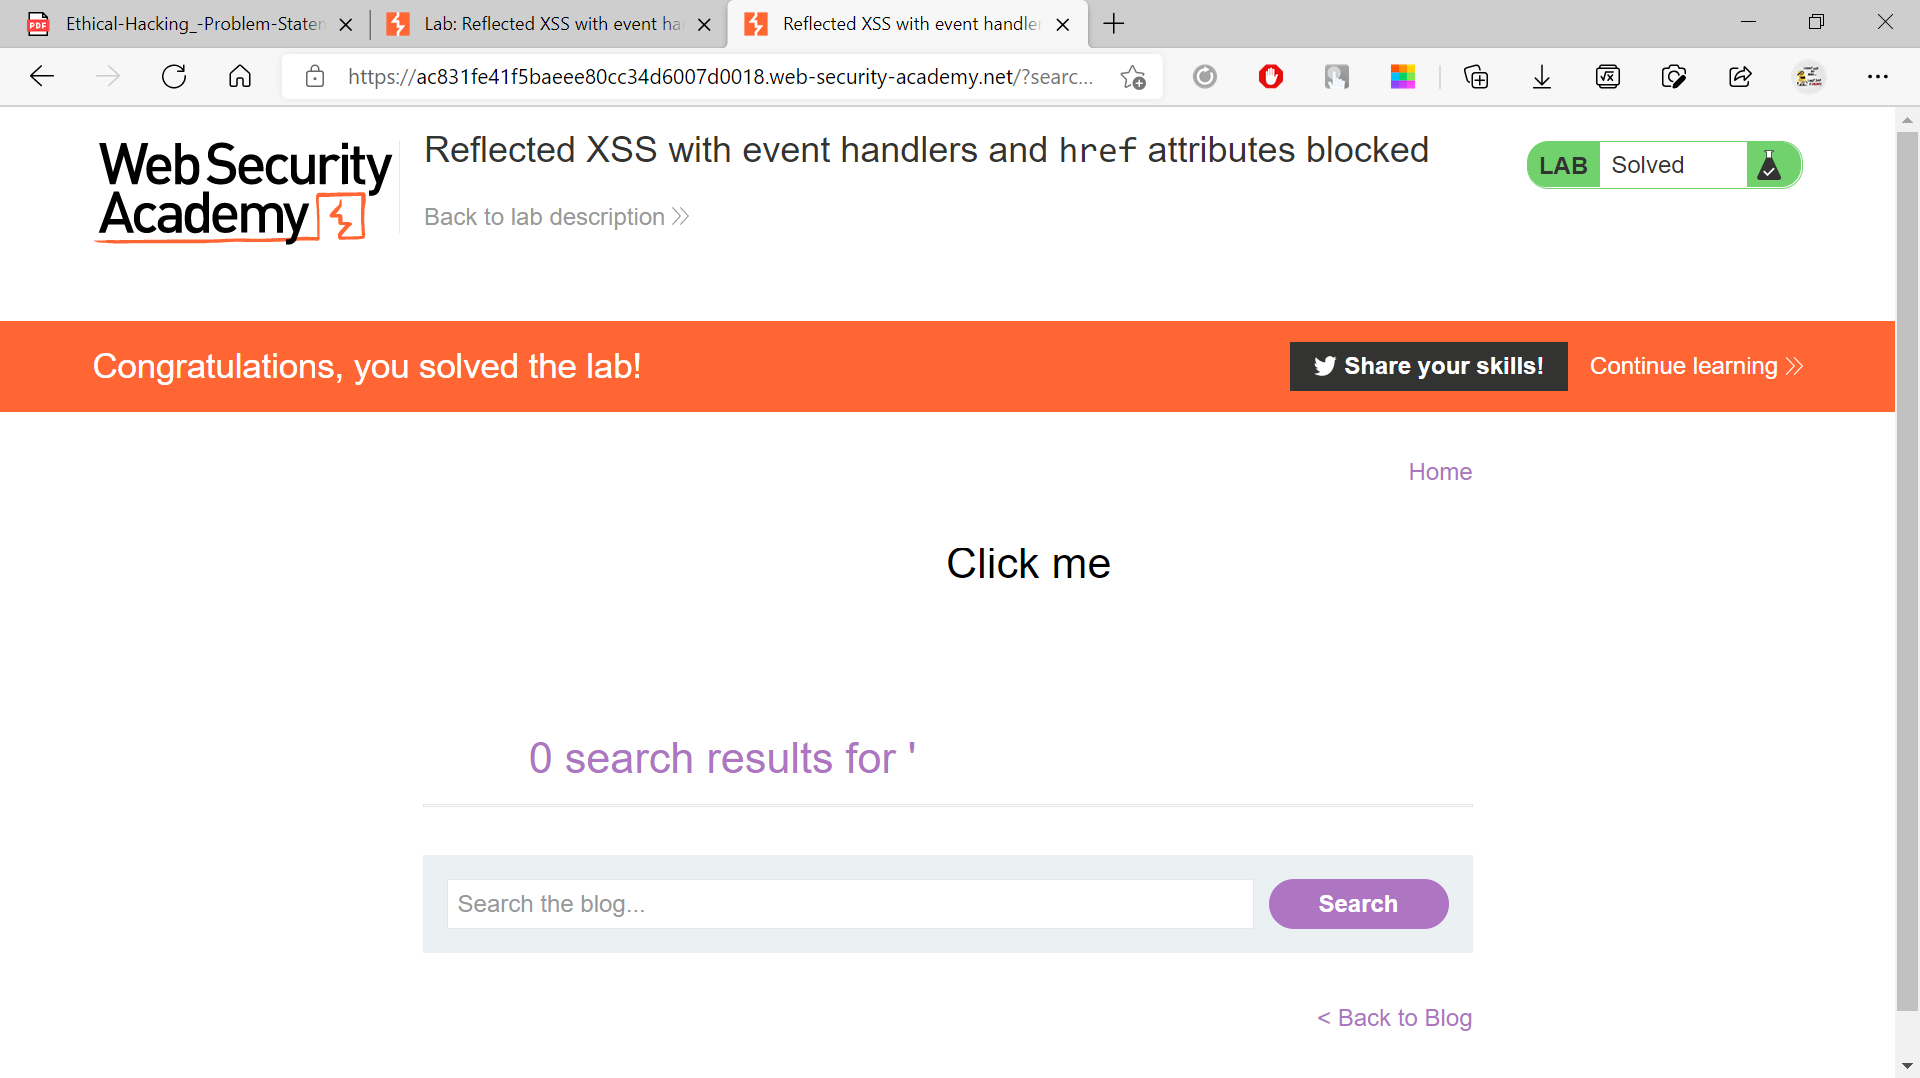 Ethical-Hacking_-Problem-Staten
Lab: Reflected XSS with event har
Reflected XSS with event handler
https://ac831fe41f5baeee80cc34d6007d0018.web-security-academy.net/?searc...
Web Security
Academy
Reflected XSS with event handlers and href attributes blocked
Back to lab description
LAB Solved
Congratulations, you solved the lab!
Share your skills!
Continue learning
Home
Click me
0 search results for '
Search the blog...
Search
< Back to Blog